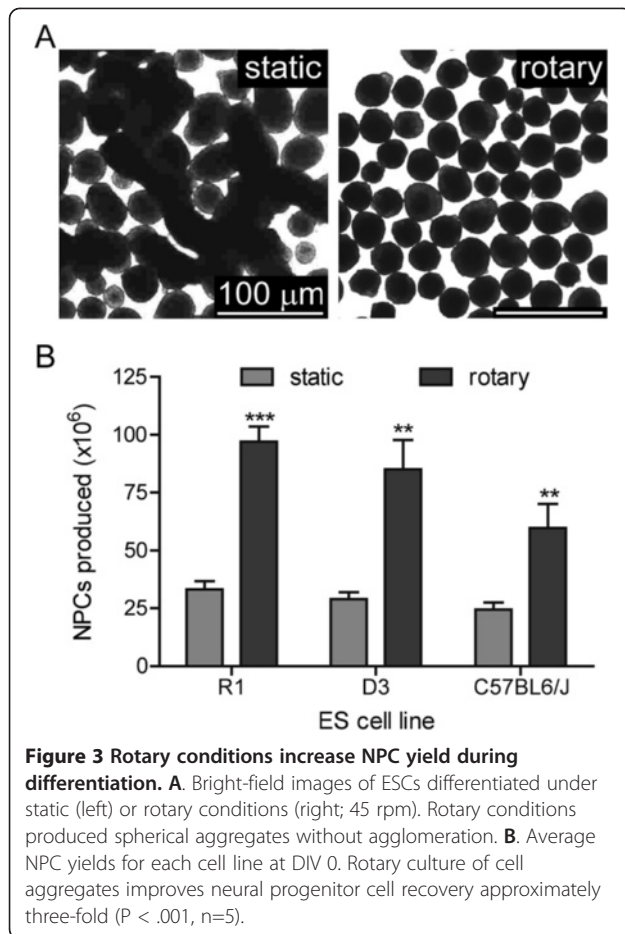 A
static
rotary
100 μm
B
125
100
75
50
25
0
NPCs produced (x10⁶)
static
rotary
***
**
**
R1
D3
C57BL6/J
ES cell line
Figure 3 Rotary conditions increase NPC yield during
differentiation. A. Bright-field images of ESCs differentiated under
static (left) or rotary conditions (right; 45 rpm). Rotary conditions
produced spherical aggregates without agglomeration. B. Average
NPC yields for each cell line at DIV 0. Rotary culture of cell
aggregates improves neural progenitor cell recovery approximately
three-fold (P < .001, n=5).